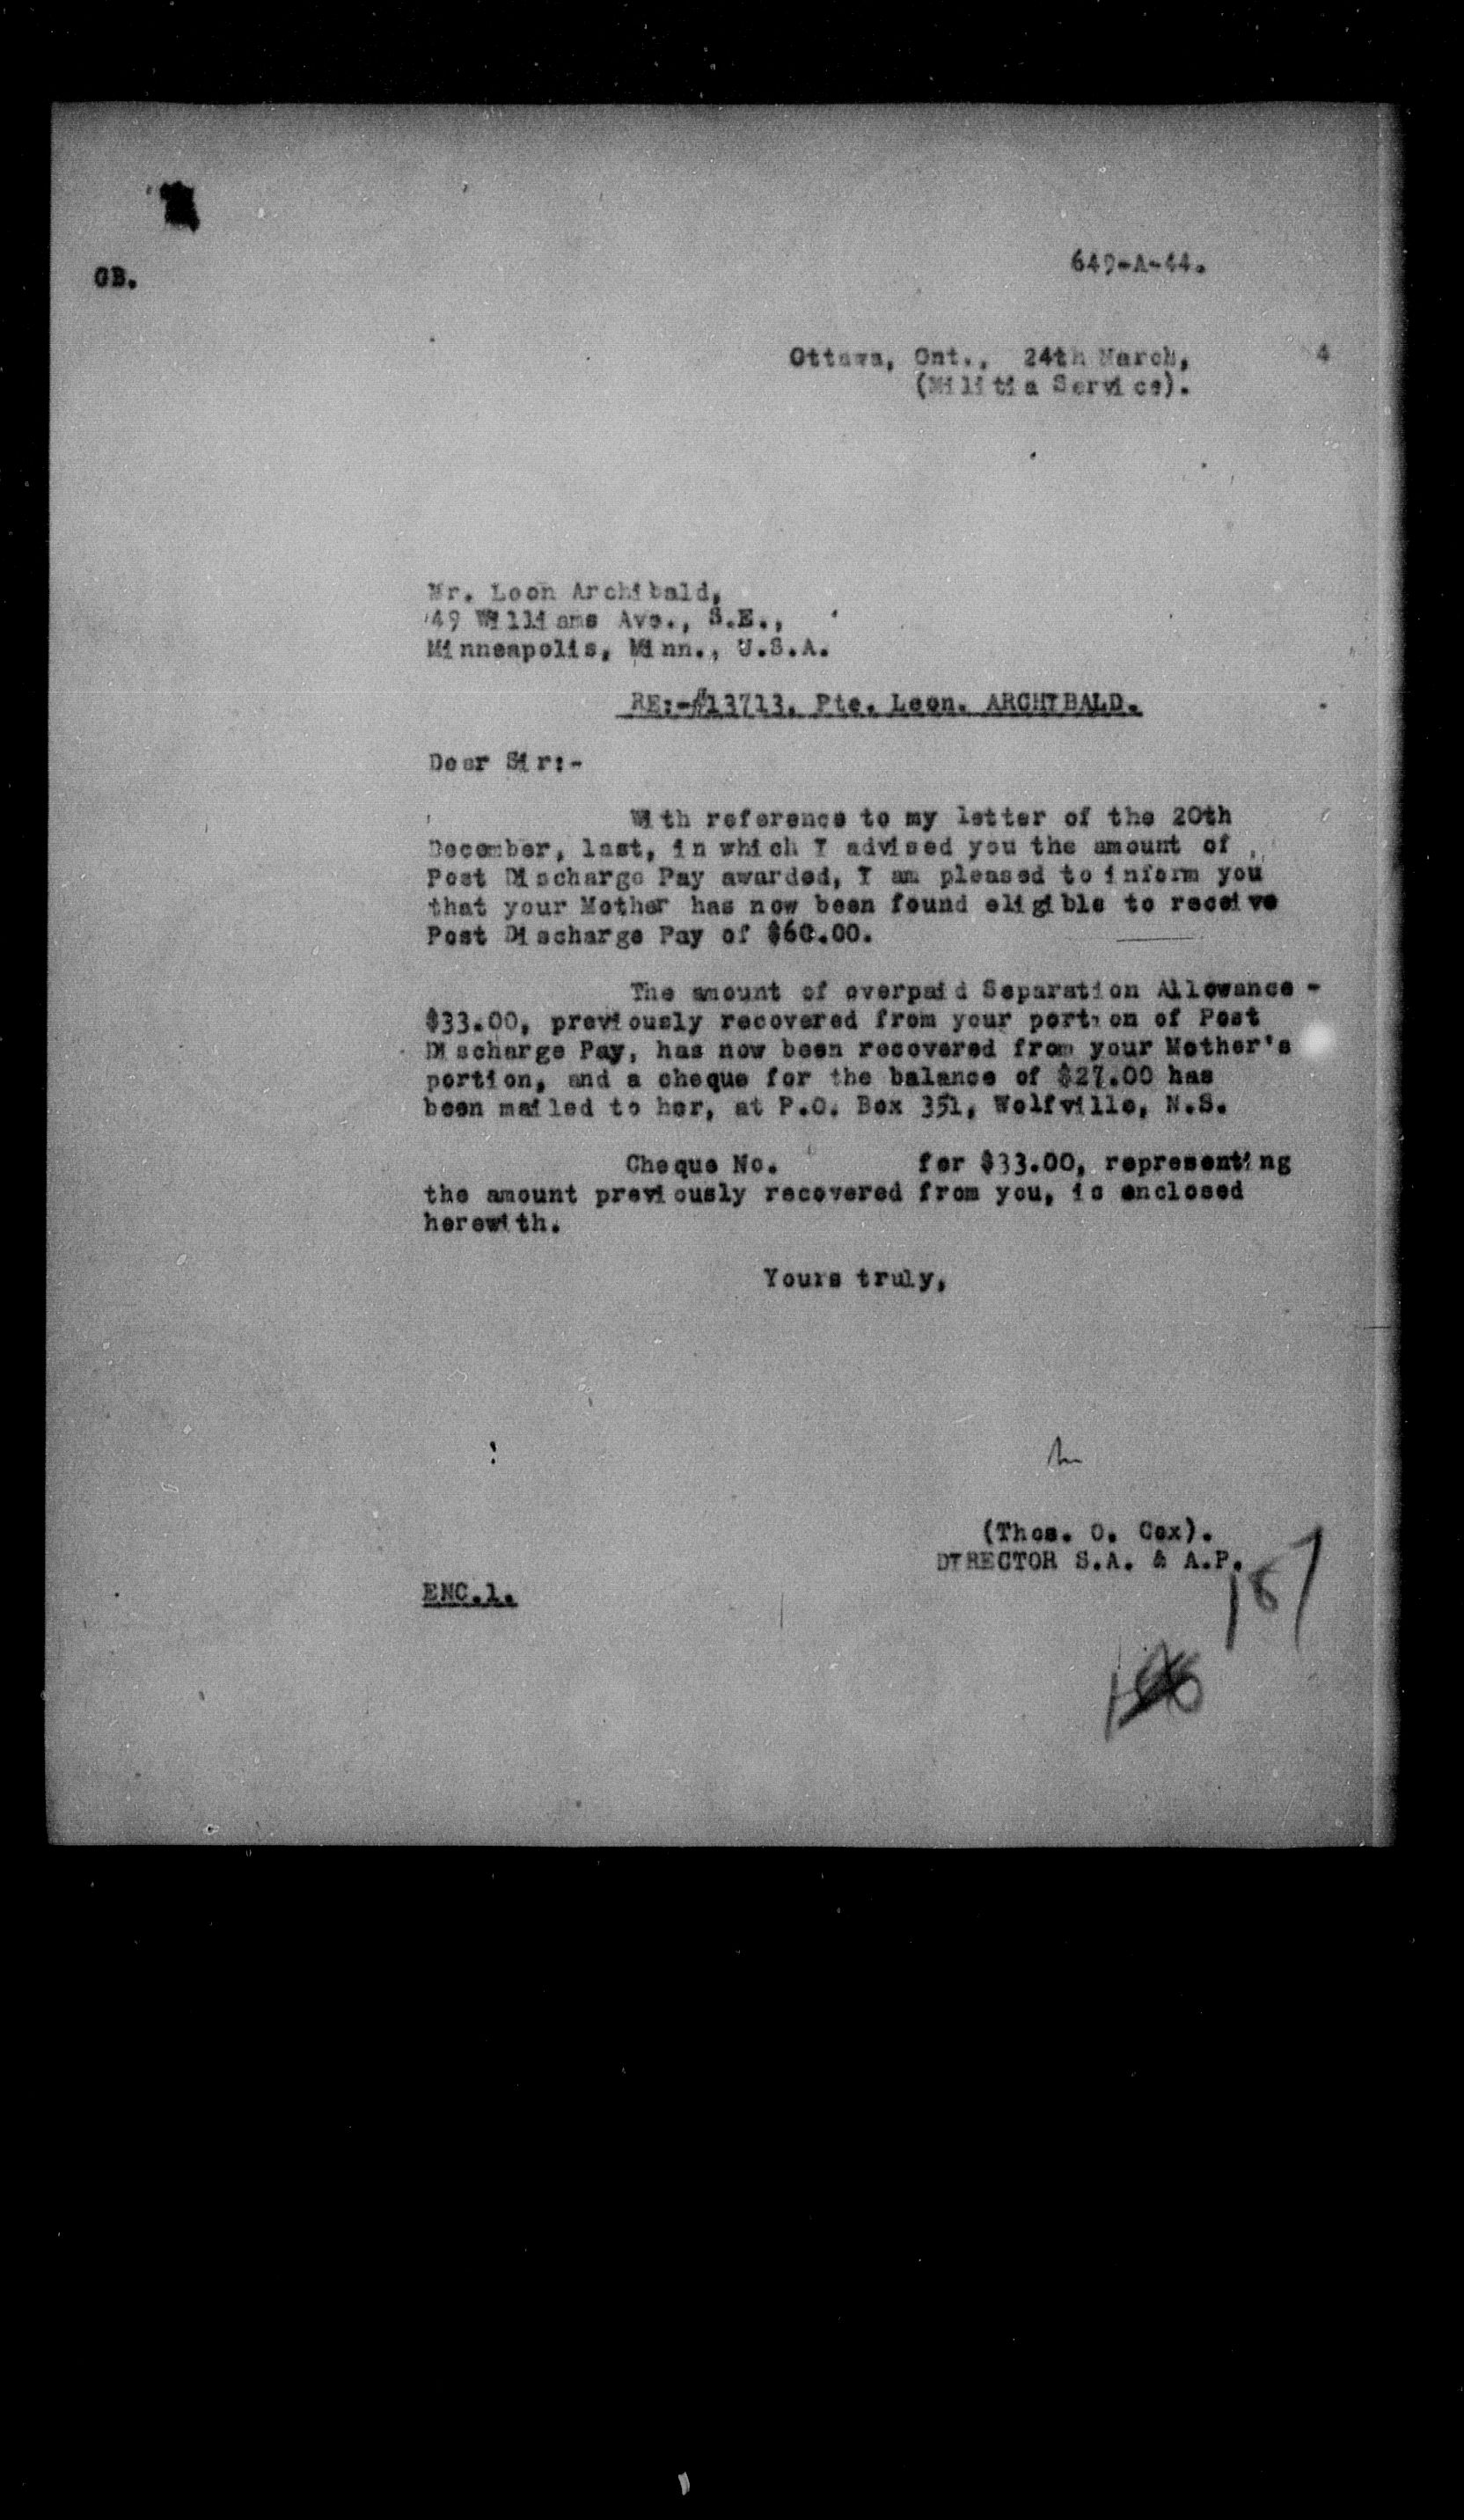 649-A-44.
GB.
Ottawa, Ont., 24th March,
(Militia Service).
Mr. Leon Archibald,
49 Williams Ave., S.E.,
Minneapolis, Minn., U.S.A.
RE:-#13713. Pte. Leon. ARCHIBALD.
Dear Sir:-
With reference to my letter of the 20th
December, last, in which I advised you the amount of
Post Discharge Pay awarded, I am pleased to inform you
that your Mother has now been found eligible to receive
Post Discharge Pay of $60.00.
The amount of overpaid Separation Allowance -
$33.00, previously recovered from your portion of Post
Discharge Pay, has now been recovered from your Mother's
portion, and a cheque for the balance of $27.00 has
been mailed to her, at P.O. Box 351, Wolfville, N.S.
Cheque No. for $33.00, representing
the amount previously recovered from you, is enclosed
herewith.
Yours truly,
(Thos. O. Cox).
DIRECTOR S.A. & A.P.
ENC.1.
167